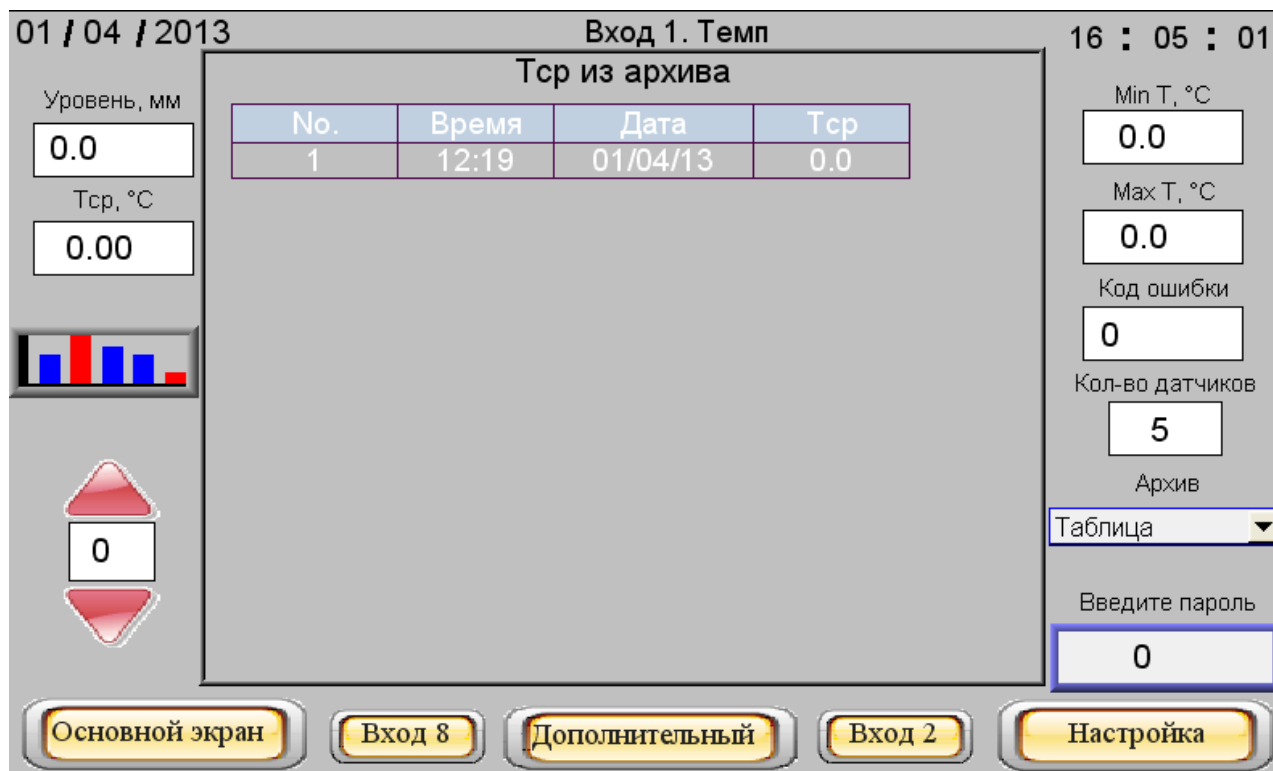 01 / 04 / 2013
Вход 1. Темп
16 : 05 : 01
Уровень, мм
0.0
Тср, °С
0.00
0
Тср из архива
No. Время Дата Тср
1 12:19 01/04/13 0.0
Min T, °С
0.0
Max T, °С
0.0
Код ошибки
0
Кол-во датчиков
5
Архив
Таблица
Введите пароль
0
Основной экран
Вход 8
Дополнительный
Вход 2
Настройка